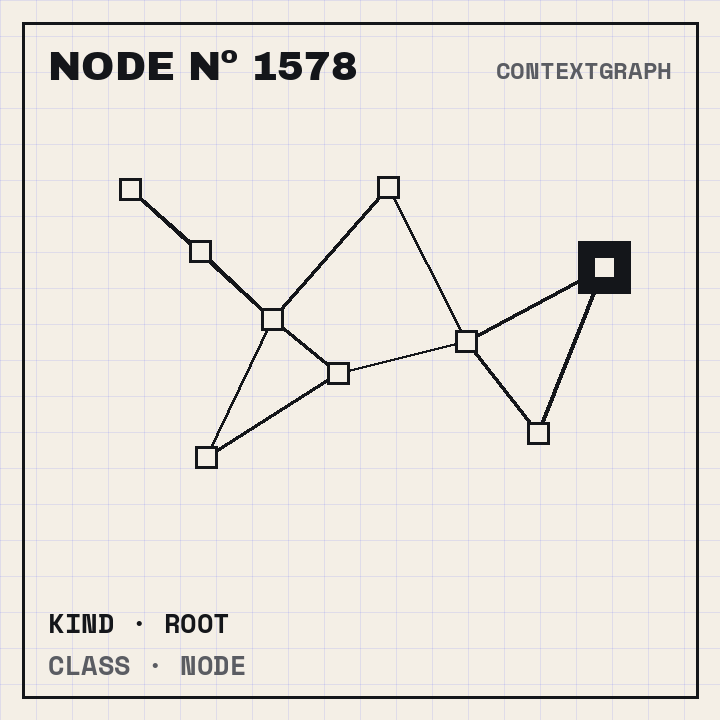 NODE Nº 1578
CONTEXTGRAPH
KIND · ROOT
CLASS · NODE